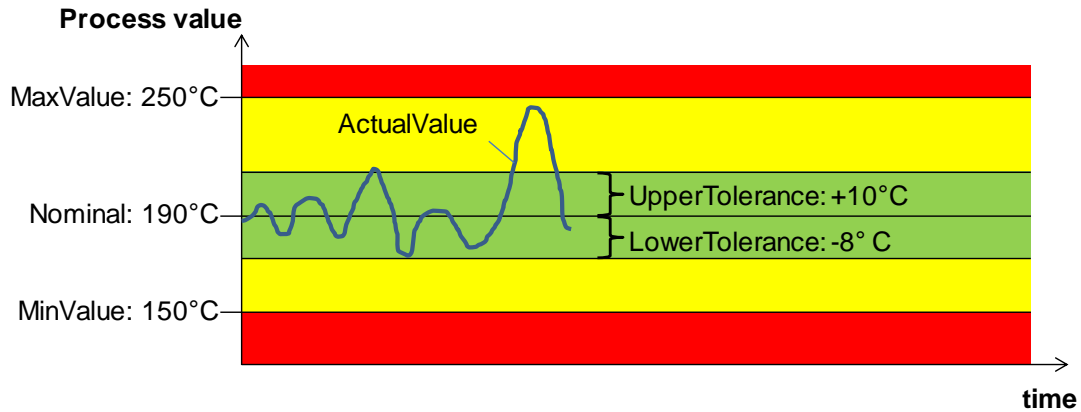 Process value
MaxValue: 250°C
ActualValue
UpperTolerance: +10°C
Nominal: 190°C
LowerTolerance: -8° C
MinValue: 150°C
time